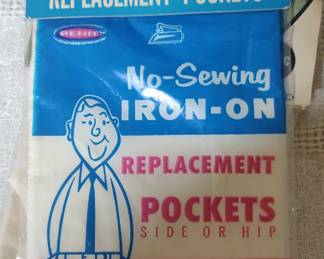 REPLACEMENT POCKETS
No-Sewing
IRON-ON
REPLACEMENT
POCKETS
SIDE OR HIP